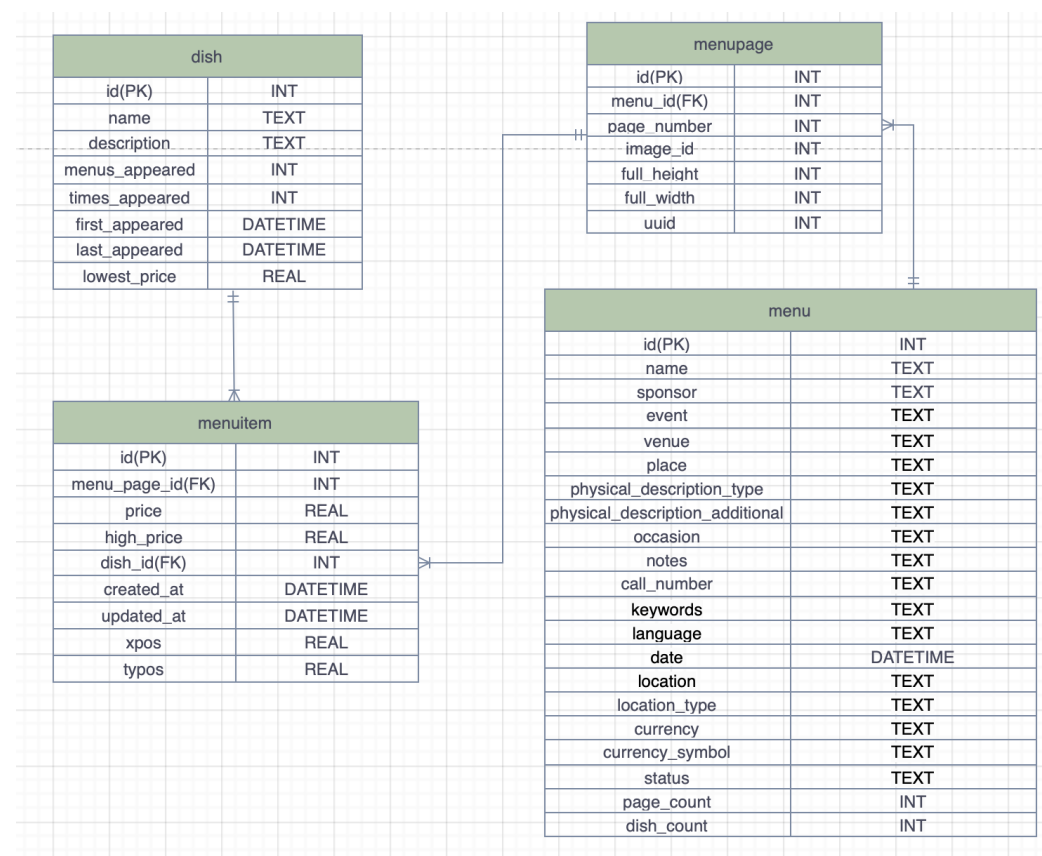 dish
id(PK) INT
name TEXT
description TEXT
menus_appeared INT
times_appeared INT
first_appeared DATETIME
last_appeared DATETIME
lowest_price REAL
menupage
id(PK) INT
menu_id(FK) INT
page_number INT
image_id INT
full_height INT
full_width INT
uuid INT
menuitem
id(PK) INT
menu_page_id(FK) INT
price REAL
high_price REAL
dish_id(FK) INT
created_at DATETIME
updated_at DATETIME
xpos REAL
typos REAL
menu
id(PK) INT
name TEXT
sponsor TEXT
event TEXT
venue TEXT
place TEXT
physical_description_type TEXT
physical_description_additional TEXT
occasion TEXT
notes TEXT
call_number TEXT
keywords TEXT
language TEXT
date DATETIME
location TEXT
location_type TEXT
currency TEXT
currency_symbol TEXT
status TEXT
page_count INT
dish_count INT